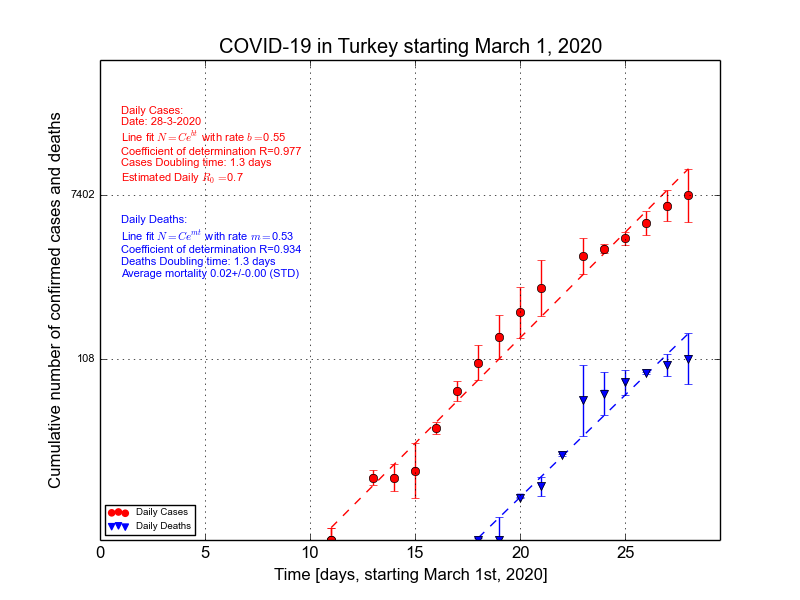 COVID-19 in Turkey starting March 1, 2020
Daily Cases:
Date: 28-3-2020
Line fit N = Ce^{bt} with rate b =0.55
Coefficient of determination R=0.977
Cases Doubling time: 1.3 days
Estimated Daily R_0 =0.7
7402
Daily Deaths:
Line fit N = Ce^{mt} with rate m =0.53
Coefficient of determination R=0.934
Deaths Doubling time: 1.3 days
Average mortality 0.02+/-0.00 (STD)
108
Cumulative number of confirmed cases and deaths
Daily Cases
Daily Deaths
0 5 10 15 20 25
Time [days, starting March 1st, 2020]